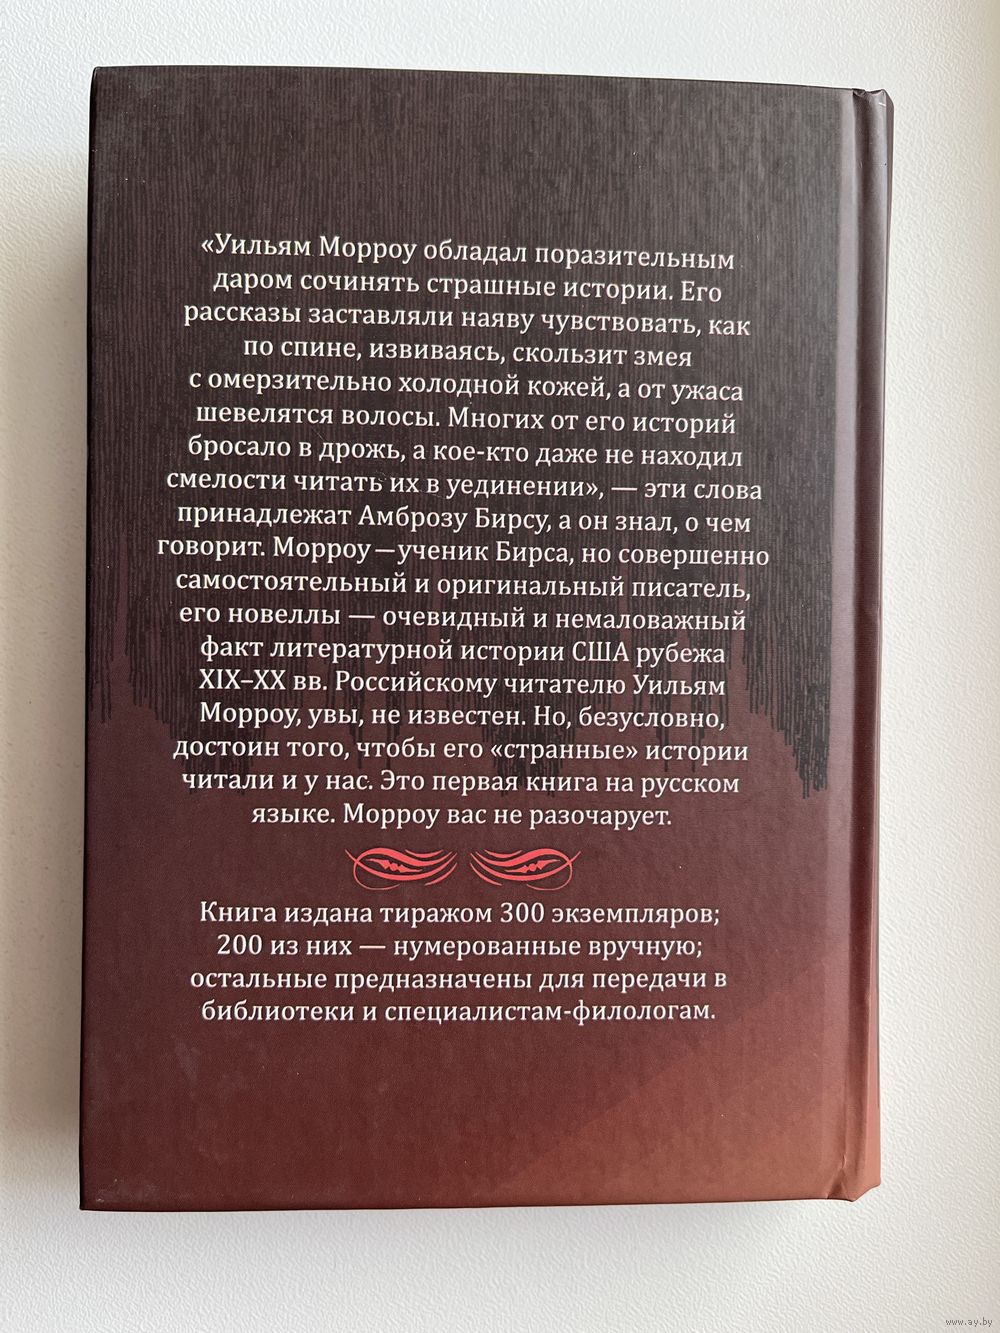 «Уильям Морроу обладал поразительным
даром сочинять страшные истории. Его
рассказы заставляли наяву чувствовать, как
по спине, извиваясь, скользит змея
с омерзительно холодной кожей, а от ужаса
шевелятся волосы. Многих от его историй
бросало в дрожь, а кое-кто даже не находил
смелости читать их в уединении», — эти слова
принадлежат Амброзу Бирсу, а он знал, о чем
говорит. Морроу — ученик Бирса, но совершенно
самостоятельный и оригинальный писатель,
его новеллы — очевидный и немаловажный
факт литературной истории США рубежа
XIX–XX вв. Российскому читателю Уильям
Морроу, увы, не известен. Но, безусловно,
достоин того, чтобы его «странные» истории
читали и у нас. Это первая книга на русском
языке. Морроу вас не разочарует.
Книга издана тиражом 300 экземпляров;
200 из них — нумерованные вручную;
остальные предназначены для передачи в
библиотеки и специалистам-филологам.
www.ay.by